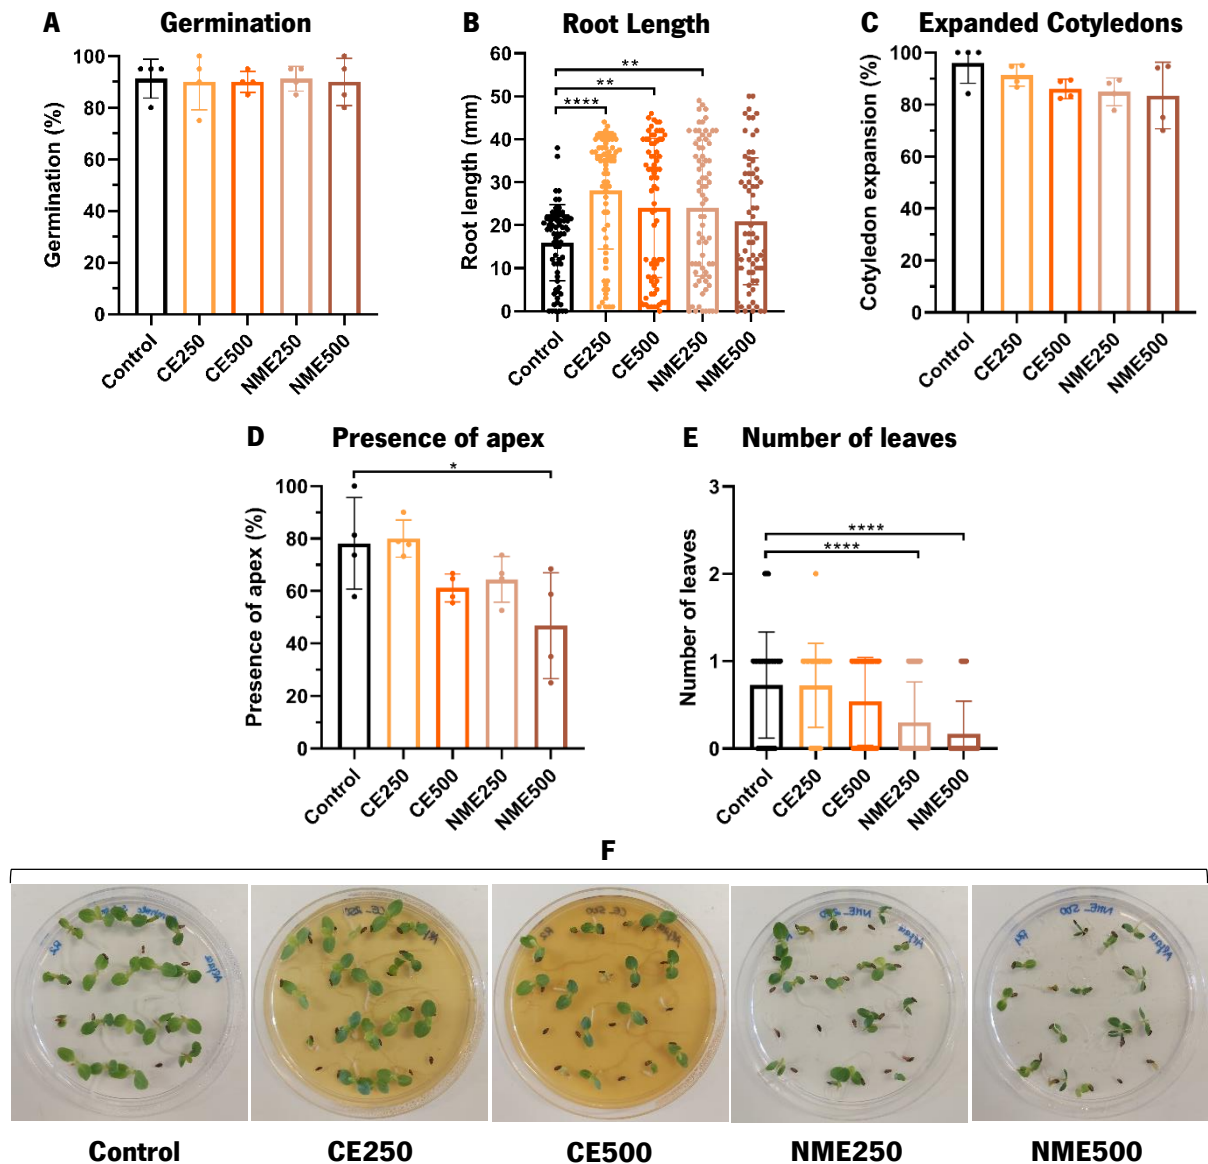 A Germination
Germination (%)
100
80
60
40
20
0
Control
CE250
CE500
NME250
NME500
B Root Length
Root length (mm)
60
50
40
30
20
10
0
**
**
****
Control
CE250
CE500
NME250
NME500
C Expanded Cotyledons
Cotyledon expansion (%)
100
80
60
40
20
0
Control
CE250
CE500
NME250
NME500
D Presence of apex
Presence of apex (%)
100
80
60
40
20
0
*
Control
CE250
CE500
NME250
NME500
E Number of leaves
Number of leaves
3
2
1
0
****
****
Control
CE250
CE500
NME250
NME500
F
Control
CE250
CE500
NME250
NME500